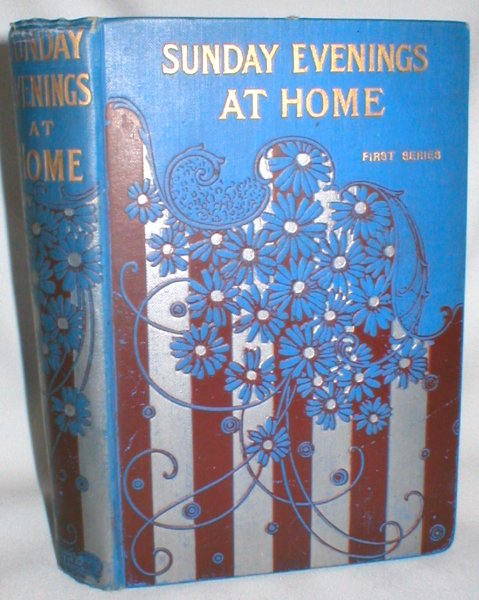 SUNDAY EVENINGS
AT HOME
FIRST SERIES
SUNDAY
EVENINGS
AT
HOME